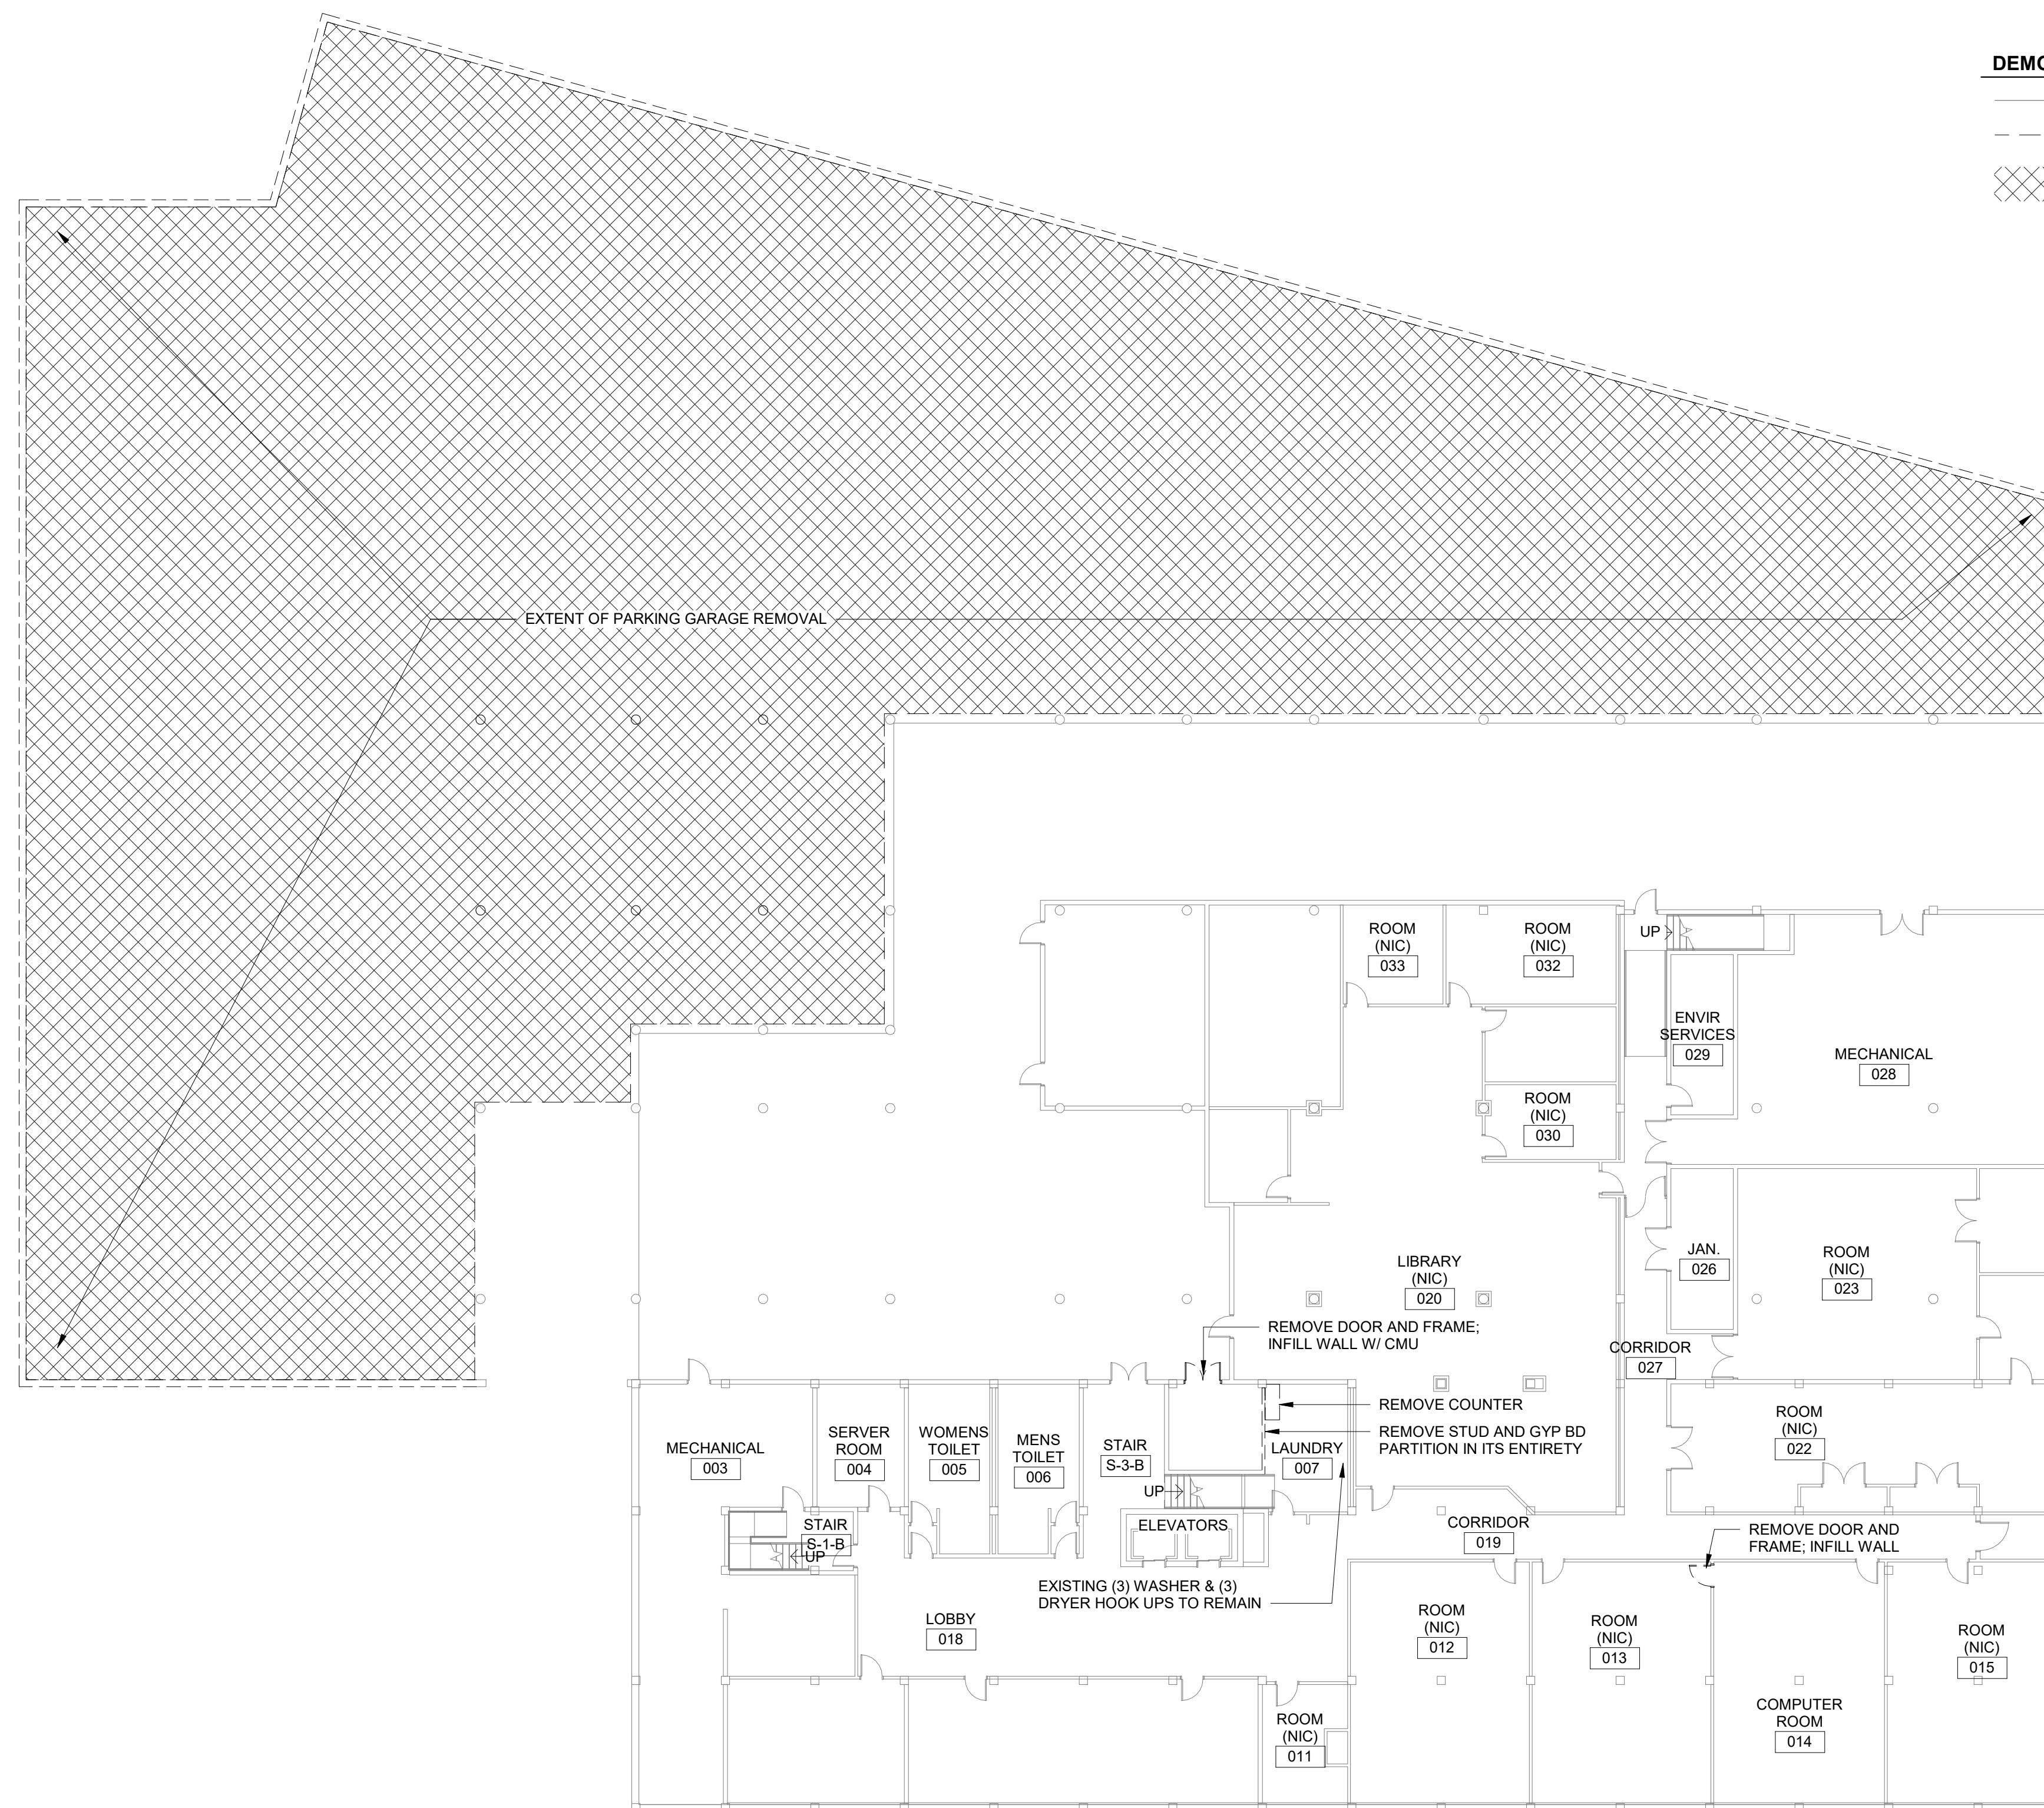 DEMO
EXTENT OF PARKING GARAGE REMOVAL
ROOM
(NIC)
033
ROOM
(NIC)
032
UP
ENVIR
SERVICES
029
MECHANICAL
028
ROOM
(NIC)
030
LIBRARY
(NIC)
020
JAN.
026
ROOM
(NIC)
023
REMOVE DOOR AND FRAME;
INFILL WALL W/ CMU
CORRIDOR
027
REMOVE COUNTER
REMOVE STUD AND GYP BD
PARTITION IN ITS ENTIRETY
MECHANICAL
003
SERVER
ROOM
004
WOMENS
TOILET
005
MENS
TOILET
006
STAIR
S-3-B
LAUNDRY
007
ROOM
(NIC)
022
UP
STAIR
S-1-B
UP
ELEVATORS
CORRIDOR
019
REMOVE DOOR AND
FRAME; INFILL WALL
EXISTING (3) WASHER & (3)
DRYER HOOK UPS TO REMAIN
LOBBY
018
ROOM
(NIC)
012
ROOM
(NIC)
013
ROOM
(NIC)
015
COMPUTER
ROOM
014
ROOM
(NIC)
011